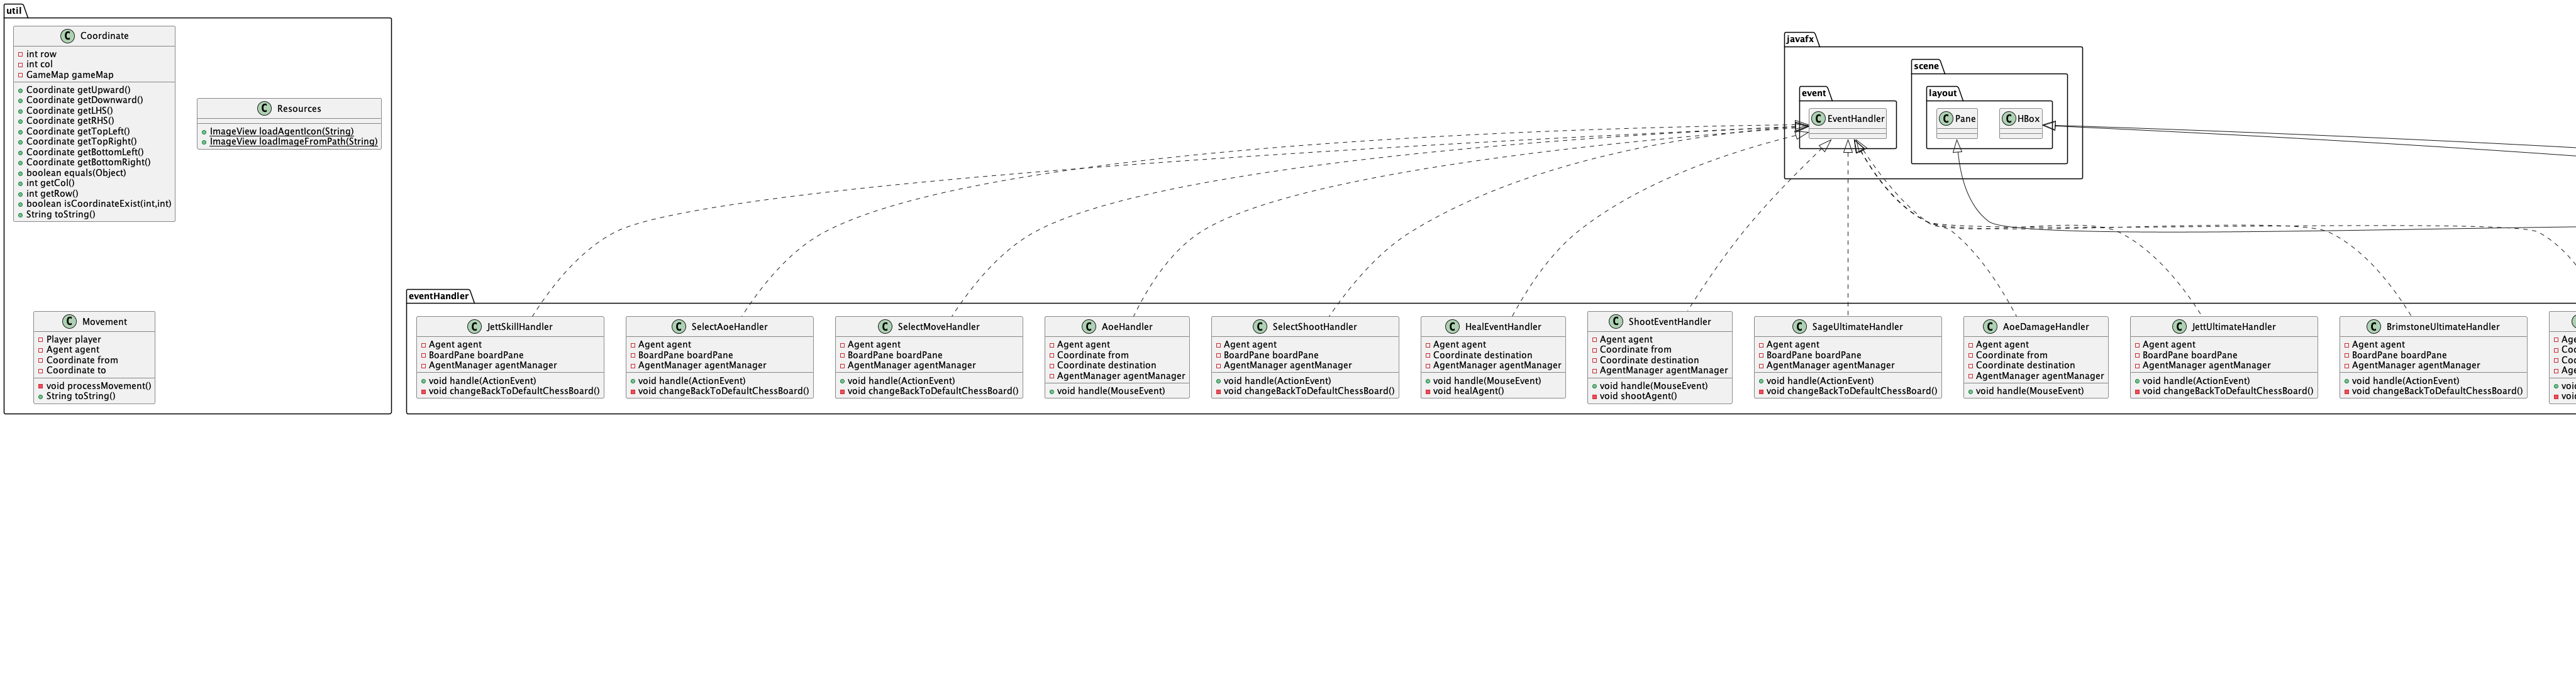 util
Coordinate
int row
int col
GameMap gameMap
Coordinate getUpward()
Coordinate getDownward()
Coordinate getLHS()
Coordinate getRHS()
Coordinate getTopLeft()
Coordinate getTopRight()
Coordinate getBottomLeft()
Coordinate getBottomRight()
boolean equals(Object)
int getCol()
int getRow()
boolean isCoordinateExist(int,int)
String toString()
Resources
ImageView loadAgentIcon(String)
ImageView loadImageFromPath(String)
Movement
Player player
Agent agent
Coordinate from
Coordinate to
void processMovement()
String toString()
javafx
event
EventHandler
scene
layout
Pane
HBox
eventHandler
JettSkillHandler
Agent agent
BoardPane boardPane
AgentManager agentManager
void handle(ActionEvent)
void changeBackToDefaultChessBoard()
SelectAoeHandler
Agent agent
BoardPane boardPane
AgentManager agentManager
void handle(ActionEvent)
void changeBackToDefaultChessBoard()
SelectMoveHandler
Agent agent
BoardPane boardPane
AgentManager agentManager
void handle(ActionEvent)
void changeBackToDefaultChessBoard()
AoeHandler
Agent agent
Coordinate from
Coordinate destination
AgentManager agentManager
void handle(MouseEvent)
SelectShootHandler
Agent agent
BoardPane boardPane
AgentManager agentManager
void handle(ActionEvent)
void changeBackToDefaultChessBoard()
HealEventHandler
Agent agent
Coordinate destination
AgentManager agentManager
void handle(MouseEvent)
void healAgent()
ShootEventHandler
Agent agent
Coordinate from
Coordinate destination
AgentManager agentManager
void handle(MouseEvent)
void shootAgent()
SageUltimateHandler
Agent agent
BoardPane boardPane
AgentManager agentManager
void handle(ActionEvent)
void changeBackToDefaultChessBoard()
AoeDamageHandler
Agent agent
Coordinate from
Coordinate destination
AgentManager agentManager
void handle(MouseEvent)
JettUltimateHandler
Agent agent
BoardPane boardPane
AgentManager agentManager
void handle(ActionEvent)
void changeBackToDefaultChessBoard()
BrimstoneUltimateHandler
Agent agent
BoardPane boardPane
AgentManager agentManager
void handle(ActionEvent)
void changeBackToDefaultChessBoard()